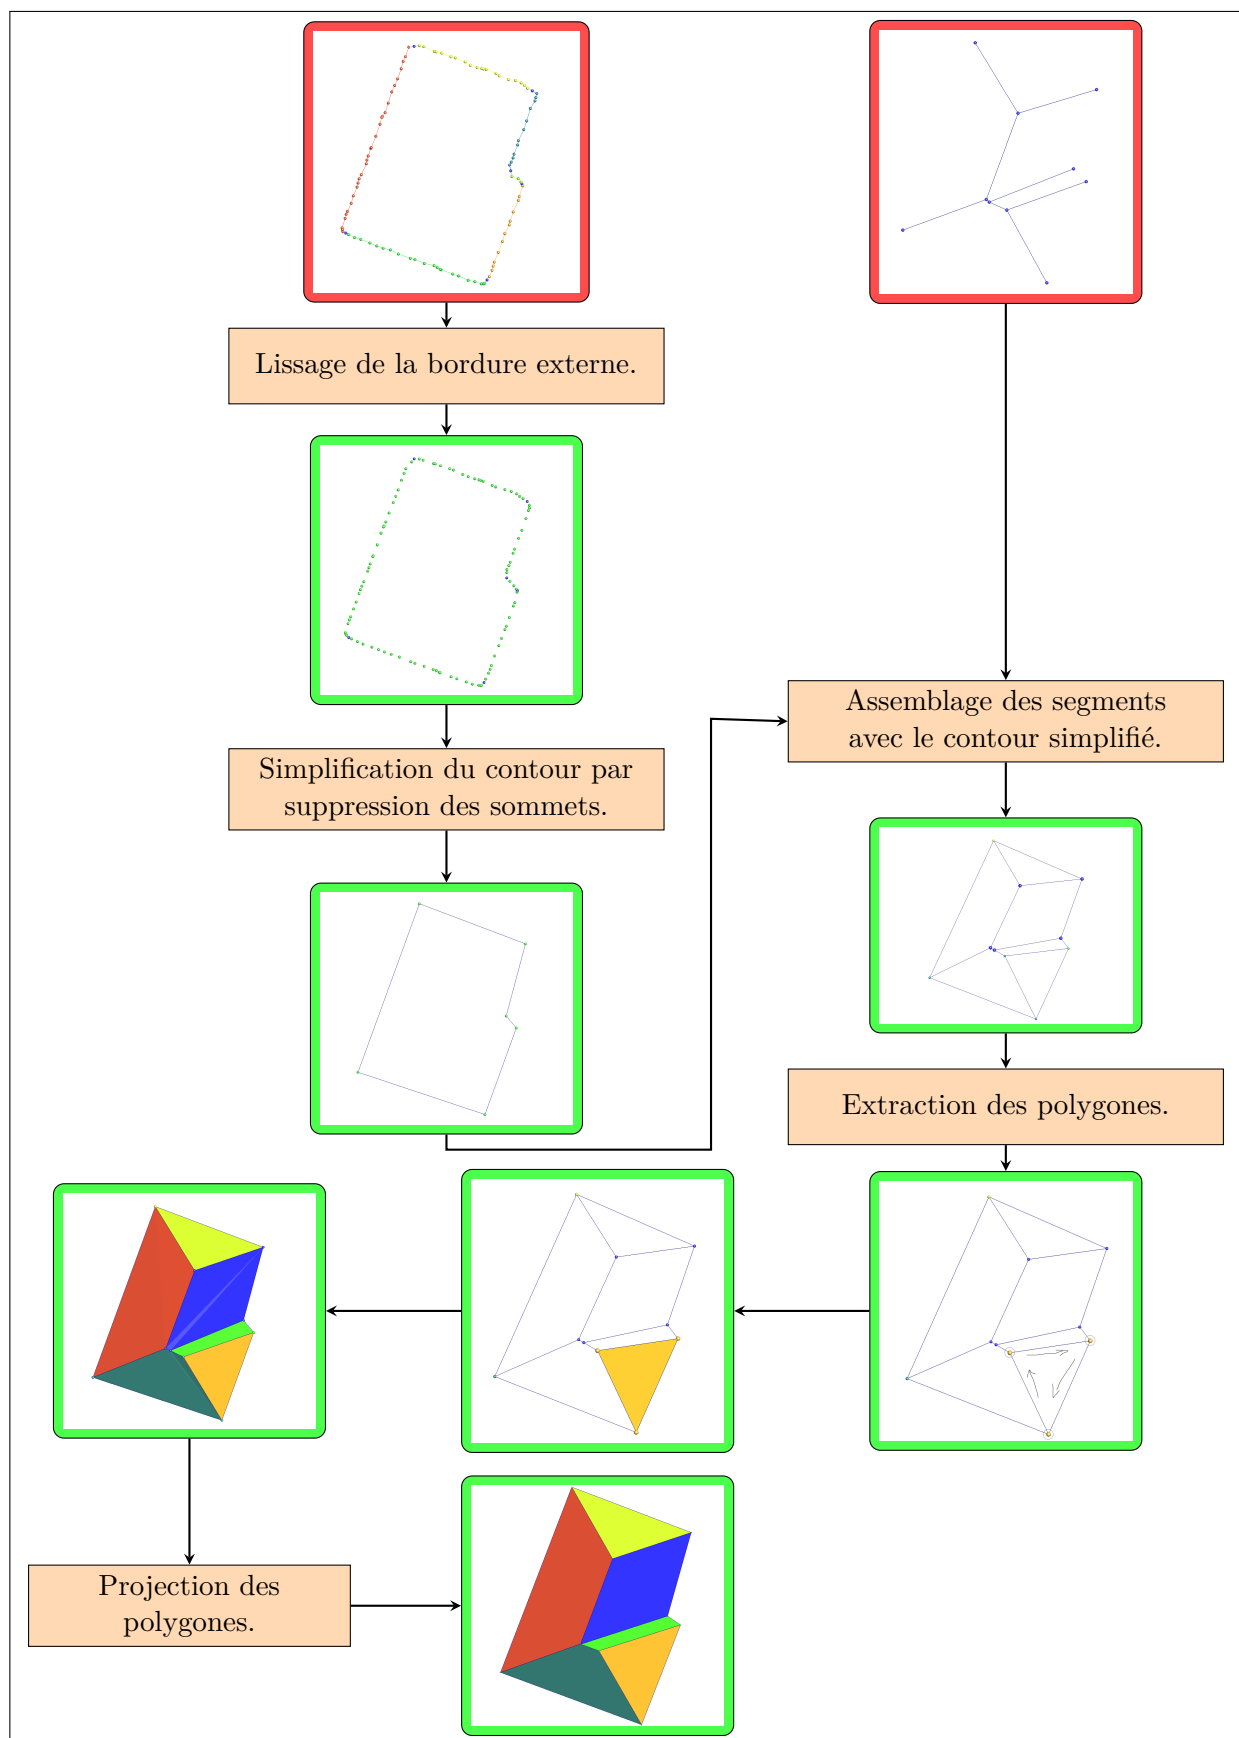 Lissage de la bordure externe.
Simplification du contour par
suppression des sommets.
Assemblage des segments
avec le contour simplifié.
Extraction des polygones.
Projection des
polygones.